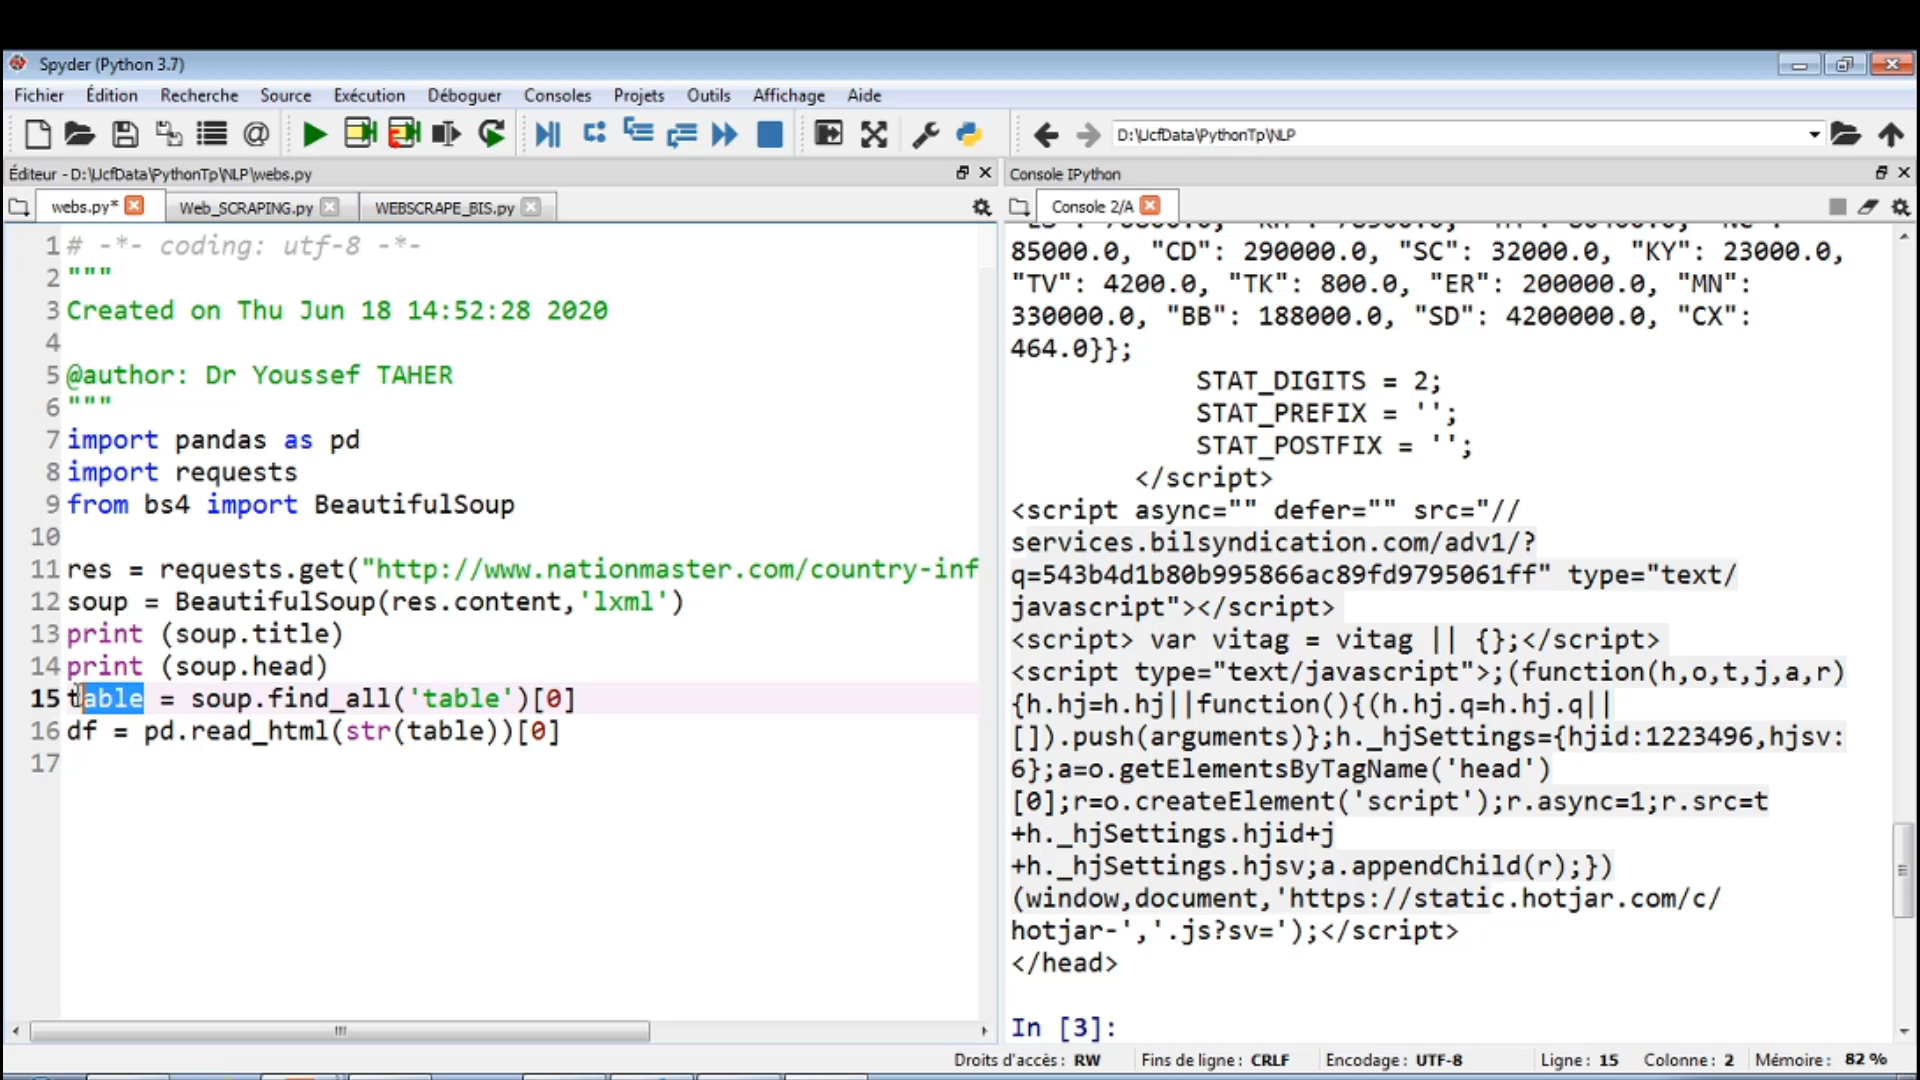 Spyder (Python 3.7)
Fichier Édition Recherche Source Exécution Déboguer Consoles Projets Outils Affichage Aide
D:\UcfData\PythonTp\NLP
Éditeur - D:\UcfData\PythonTp\NLP\webs.py
webs.py* Web_SCRAPING.py WEBSCRAPE_BIS.py
1 # -*- coding: utf-8 -*-
2 """
3 Created on Thu Jun 18 14:52:28 2020
4
5 @author: Dr Youssef TAHER
6 """
7 import pandas as pd
8 import requests
9 from bs4 import BeautifulSoup
10
11 res = requests.get("http://www.nationmaster.com/country-inf
12 soup = BeautifulSoup(res.content,'lxml')
13 print (soup.title)
14 print (soup.head)
15 table = soup.find_all('table')[0]
16 df = pd.read_html(str(table))[0]
17
Console IPython
Console 2/A
85000.0, "CD": 290000.0, "SC": 32000.0, "KY": 23000.0,
"TV": 4200.0, "TK": 800.0, "ER": 200000.0, "MN":
330000.0, "BB": 188000.0, "SD": 4200000.0, "CX":
464.0}};
STAT_DIGITS = 2;
STAT_PREFIX = '';
STAT_POSTFIX = '';
</script>
<script async="" defer="" src="//
services.bilsyndication.com/adv1/?
q=543b4d1b80b995866ac89fd9795061ff" type="text/
javascript"></script>
<script> var vitag = vitag || {};</script>
<script type="text/javascript">;(function(h,o,t,j,a,r)
{h.hj=h.hj||function(){(h.hj.q=h.hj.q||
[]).push(arguments)};h._hjSettings={hjid:1223496,hjsv:
6};a=o.getElementsByTagName('head')
[0];r=o.createElement('script');r.async=1;r.src=t
+h._hjSettings.hjid+j
+h._hjSettings.hjsv;a.appendChild(r);})
(window,document,'https://static.hotjar.com/c/
hotjar-','.js?sv=');</script>
</head>
In [3]:
Droits d'accès : RW Fins de ligne : CRLF Encodage : UTF-8 Ligne : 15 Colonne : 2 Mémoire : 82 %